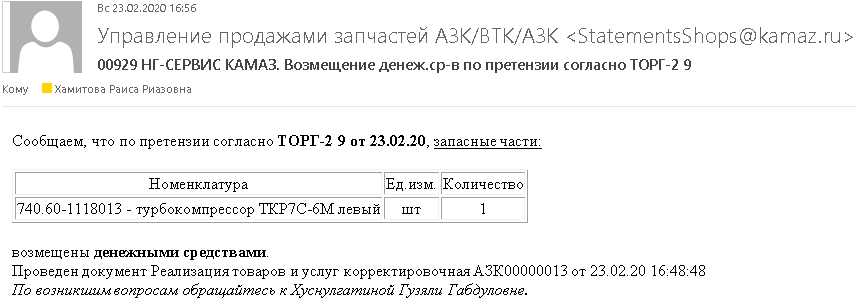 Вс 23.02.2020 16:56
Управление продажами запчастей АЗК/ВТК/АЗК <StatementsShops@kamaz.ru>
00929 НГ-СЕРВИС КАМАЗ. Возмещение денеж.ср-в по претензии согласно ТОРГ-2 9
Кому Хамитова Раиса Риазовна
Сообщаем, что по претензии согласно ТОРГ-2 9 от 23.02.20, запасные части:
Номенклатура Ед.изм. Количество
740.60-1118013 - турбокомпрессор ТКР7С-6М левый шт 1
возмещены денежными средствами.
Проведен документ Реализация товаров и услуг корректировочная АЗК00000013 от 23.02.20 16:48:48
По возникшим вопросам обращайтесь к Хуснулгатиной Гузяли Габдуловне.